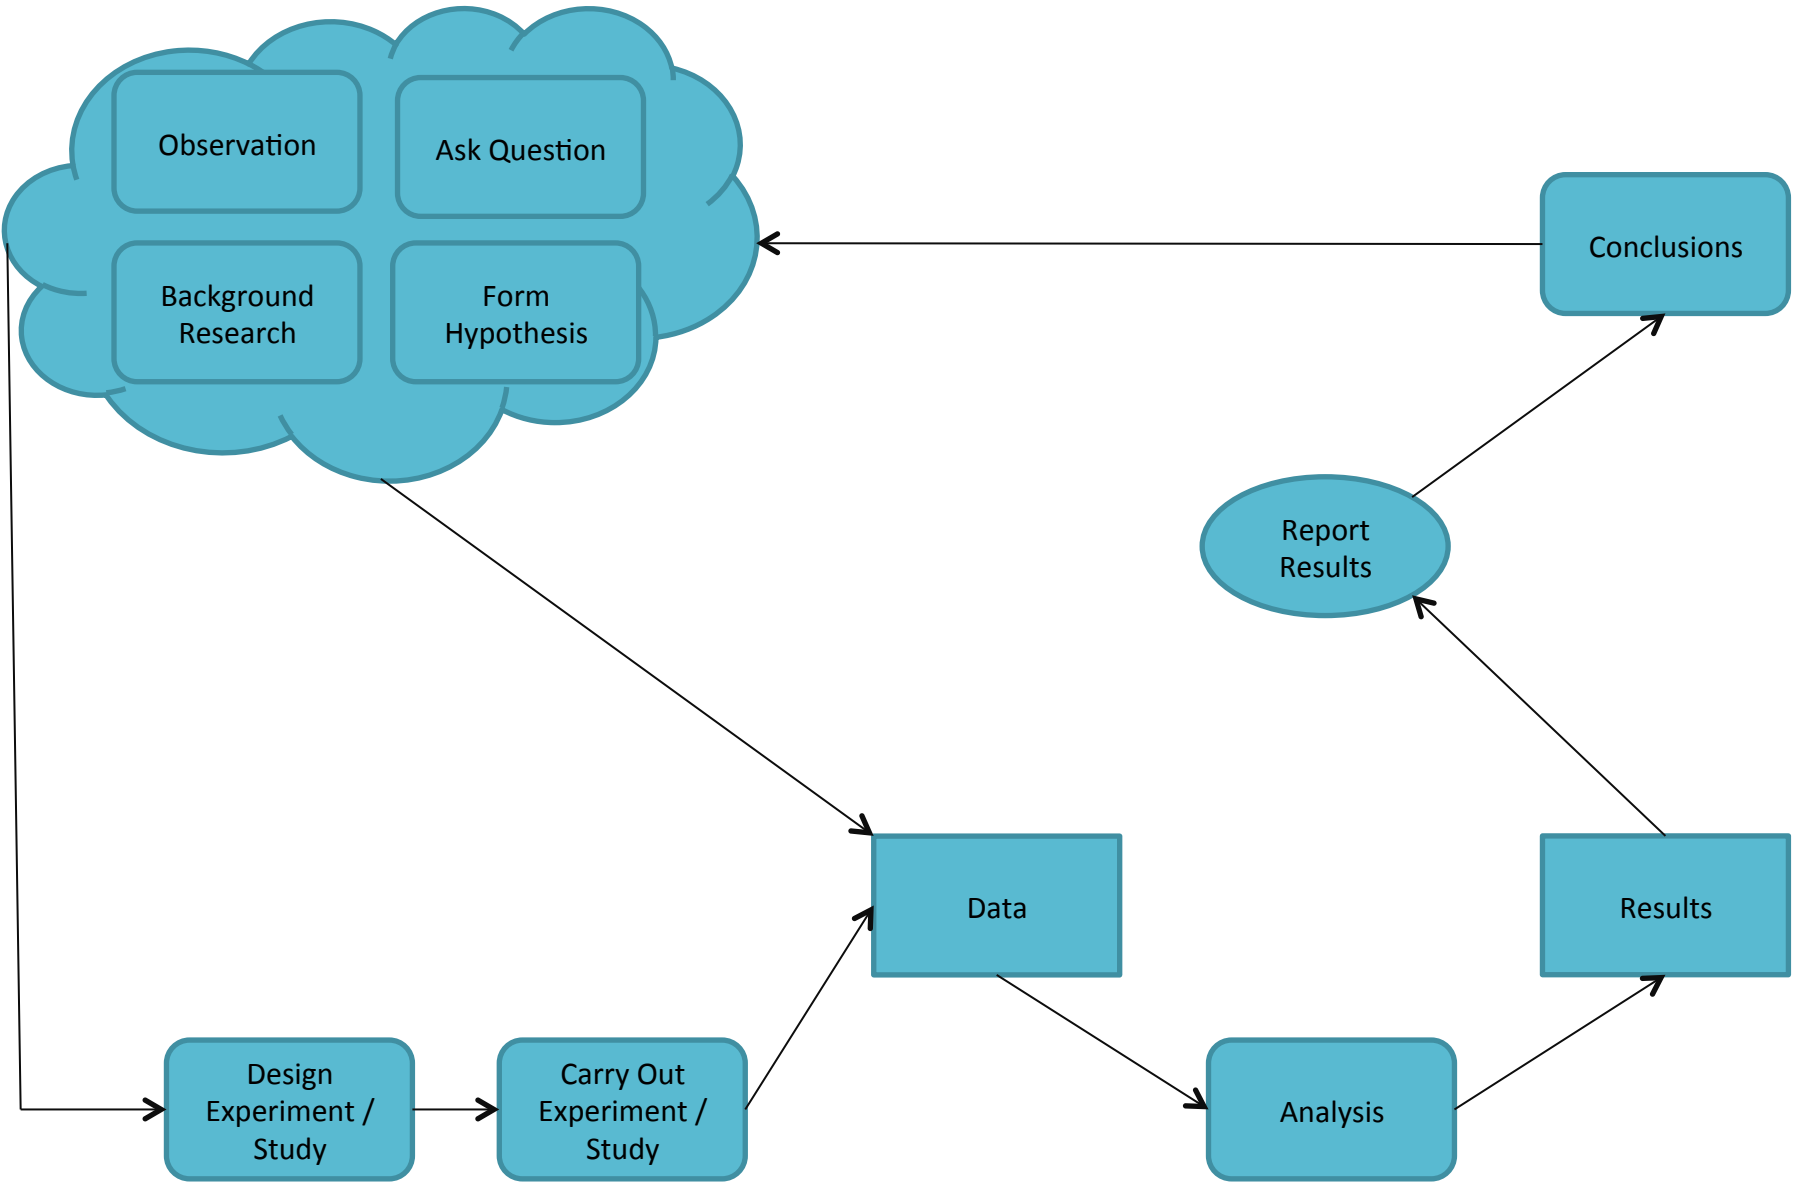 Observation
Ask Question
Background
Research
Form
Hypothesis
Conclusions
Report
Results
Data
Results
Design
Experiment /
Study
Carry Out
Experiment /
Study
Analysis